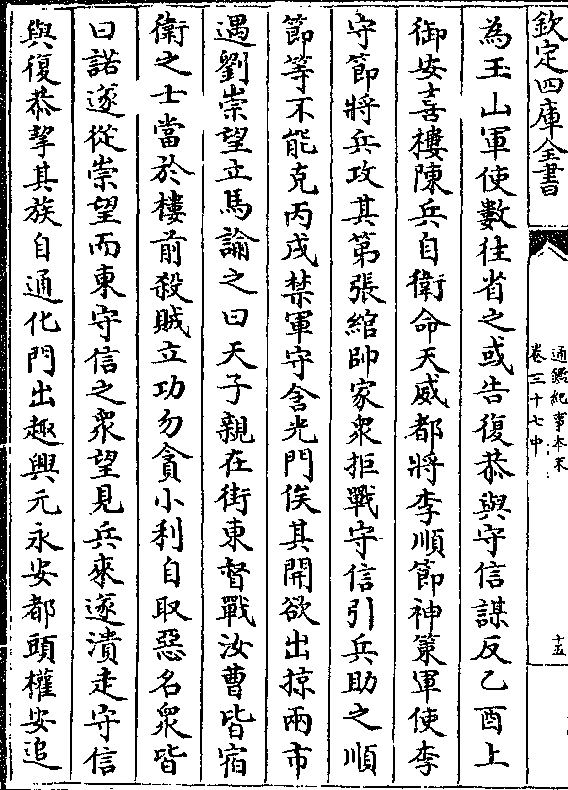 欽定四庫全書
通鑑紀事本末
卷三十七中
十五
為玉山軍使數往省之或告復恭與守信謀反乙酉上
御安喜樓陳兵自衛命天威都將李順節神策軍使李
守節將兵攻其第張綰帥家衆拒戰守信引兵助之順
節等不能克丙戌禁軍守含光門俟其開欲出掠兩市
遇劉崇望立馬諭之曰天子親在街東督戰汝曹皆宿
衛之士當於樓前殺賊立功勿貪小利自取惡名衆皆
曰諾遂從崇望而東守信之衆望見兵來遂潰走守信
與復恭挈其族自通化門出趣興元永安都頭權安追